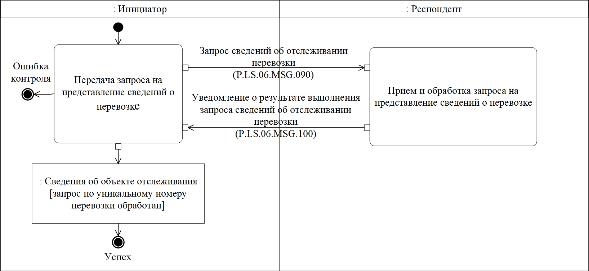 : Инициатор
: Респондент
Ошибка
контроля
Передача запроса на
представление сведений о
перевозке
Запрос сведений об отслеживании
перевозки
(P.LS.06.MSG.090)
Прием и обработка запроса на
представление сведений о перевозке
Уведомление о результате выполнения
запроса сведений об отслеживании
перевозки
(P.LS.06.MSG.100)
: Сведения об объекте отслеживания
[запрос по уникальному номеру
перевозки обработан]
Успех